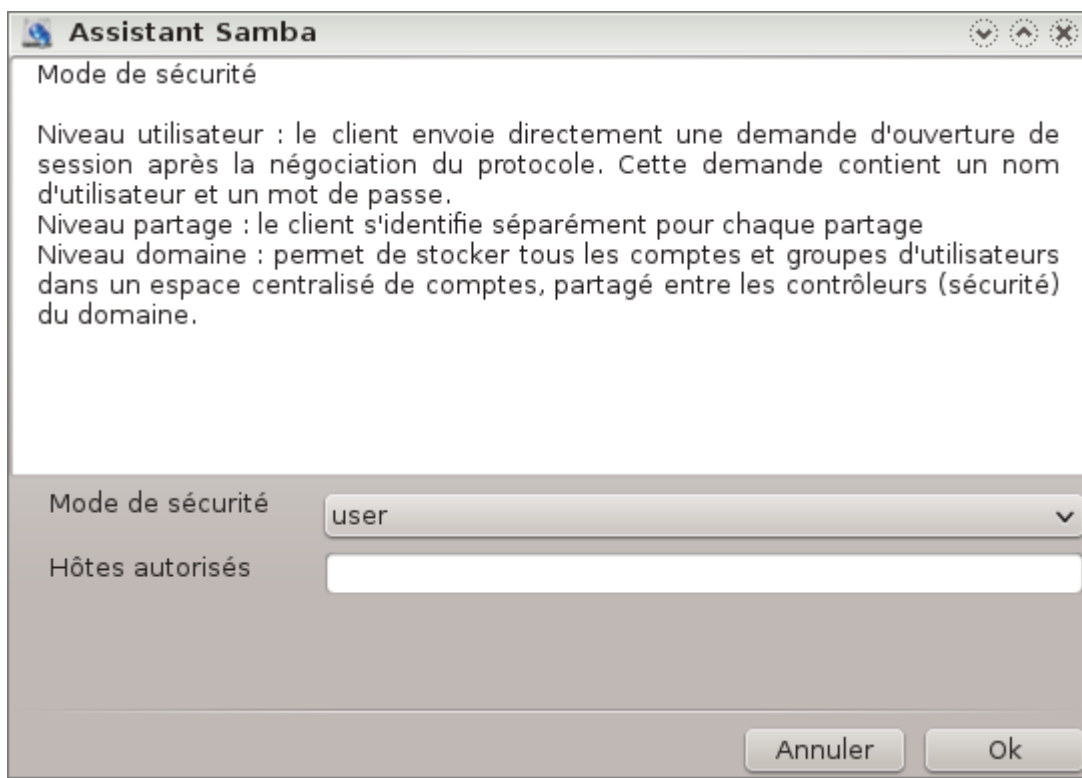 Assistant Samba
Mode de sécurité
Niveau utilisateur : le client envoie directement une demande d'ouverture de
session après la négociation du protocole. Cette demande contient un nom
d'utilisateur et un mot de passe.
Niveau partage : le client s'identifie séparément pour chaque partage
Niveau domaine : permet de stocker tous les comptes et groupes d'utilisateurs
dans un espace centralisé de comptes, partagé entre les contrôleurs (sécurité)
du domaine.
Mode de sécurité
user
Hôtes autorisés
Annuler
Ok